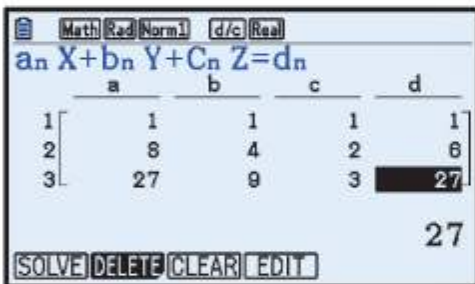 Math Rad Norm1 d/c Real
an X+bn Y+Cn Z=dn
a b c d
1 1 1 1 1
2 8 4 2 6
3 27 9 3 27
27
SOLVE DELETE CLEAR EDIT